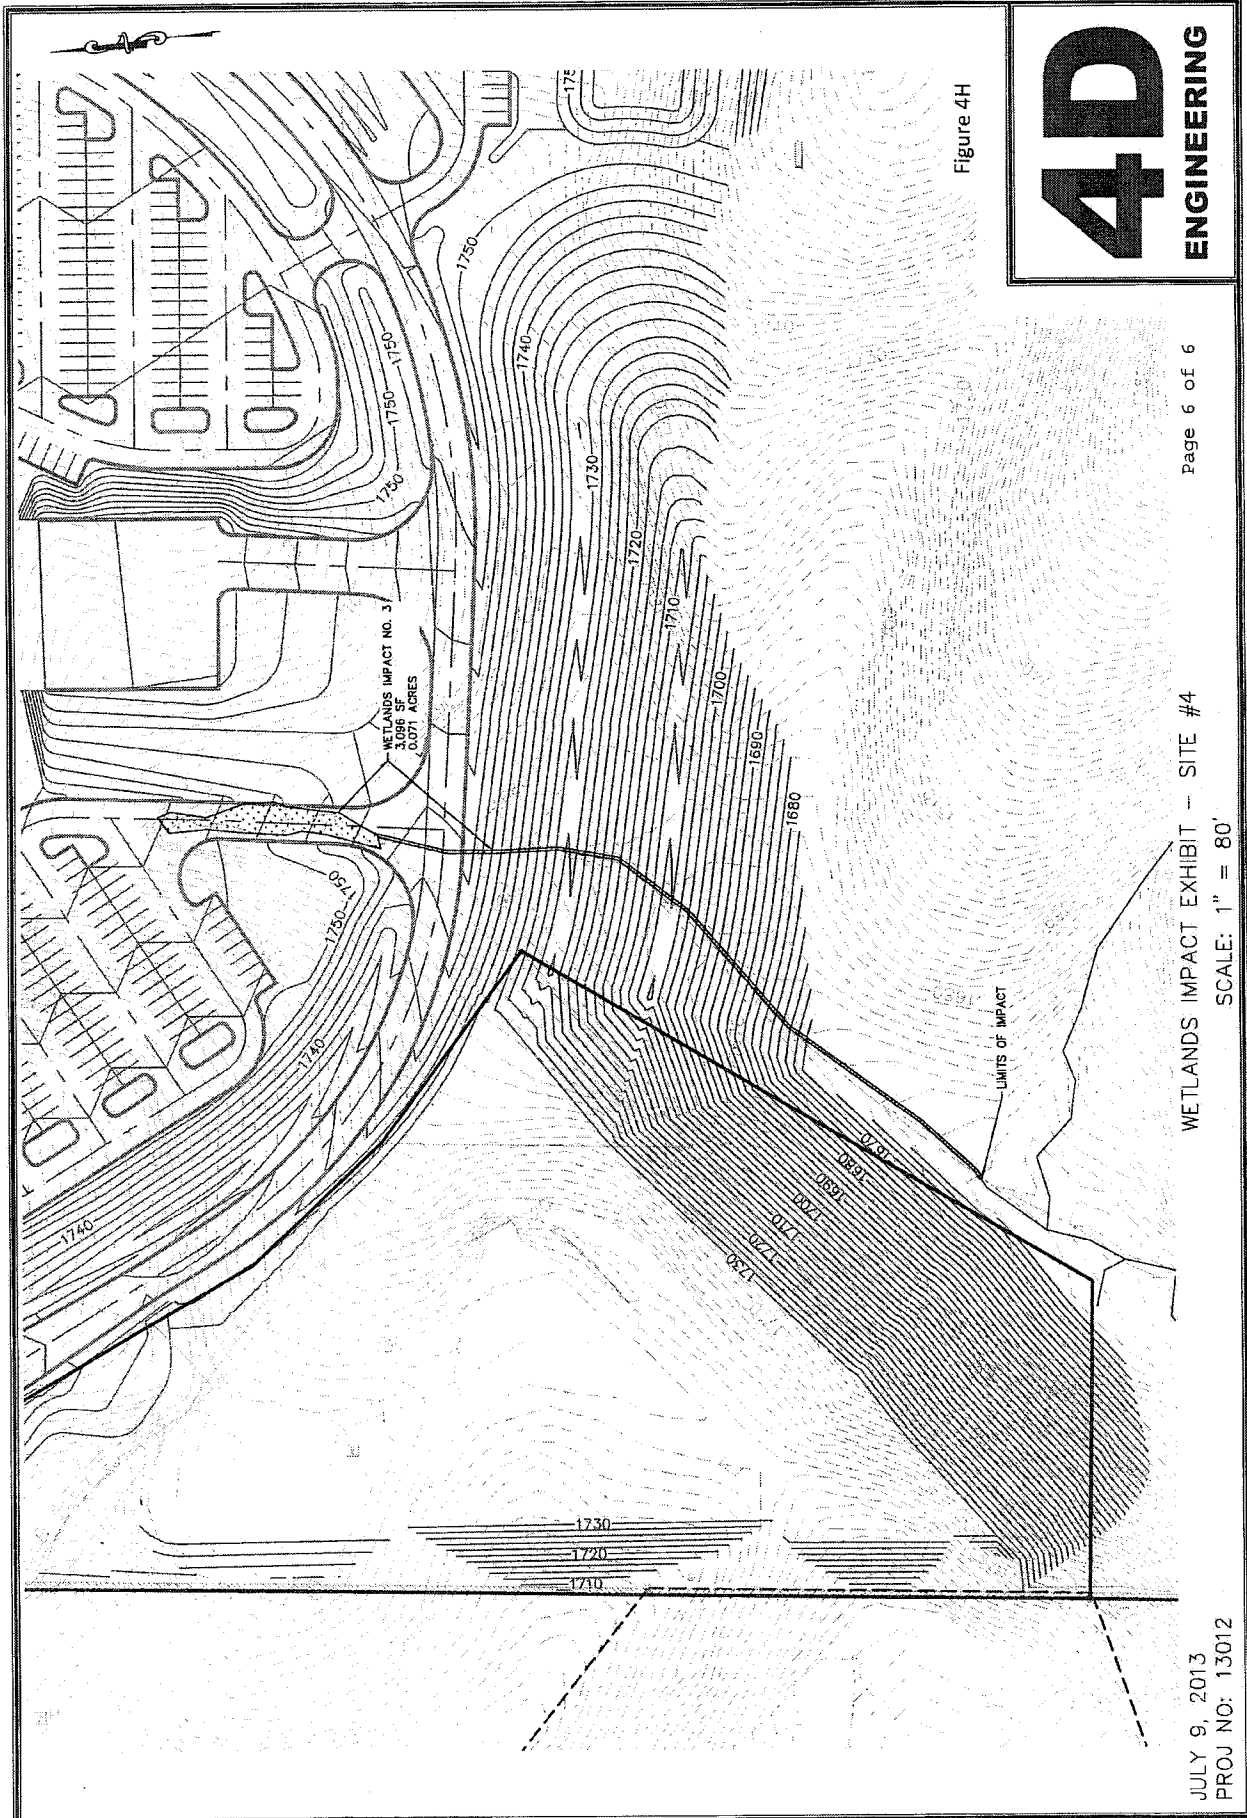 1750
1750
1740
1730
1720
1710
1700
1690
1680
1750
1750
1750
WETLANDS IMPACT NO. 3
3,096 SF
0.071 ACRES
1750
1750
1740
1740
1670
1680
1690
1700
1710
1720
1730
1730
1720
1710
LIMITS OF IMPACT
Figure 4H
4D
ENGINEERING
Page 6 of 6
WETLANDS IMPACT EXHIBIT – SITE #4
SCALE: 1" = 80'
JULY 9, 2013
PROJ NO: 13012